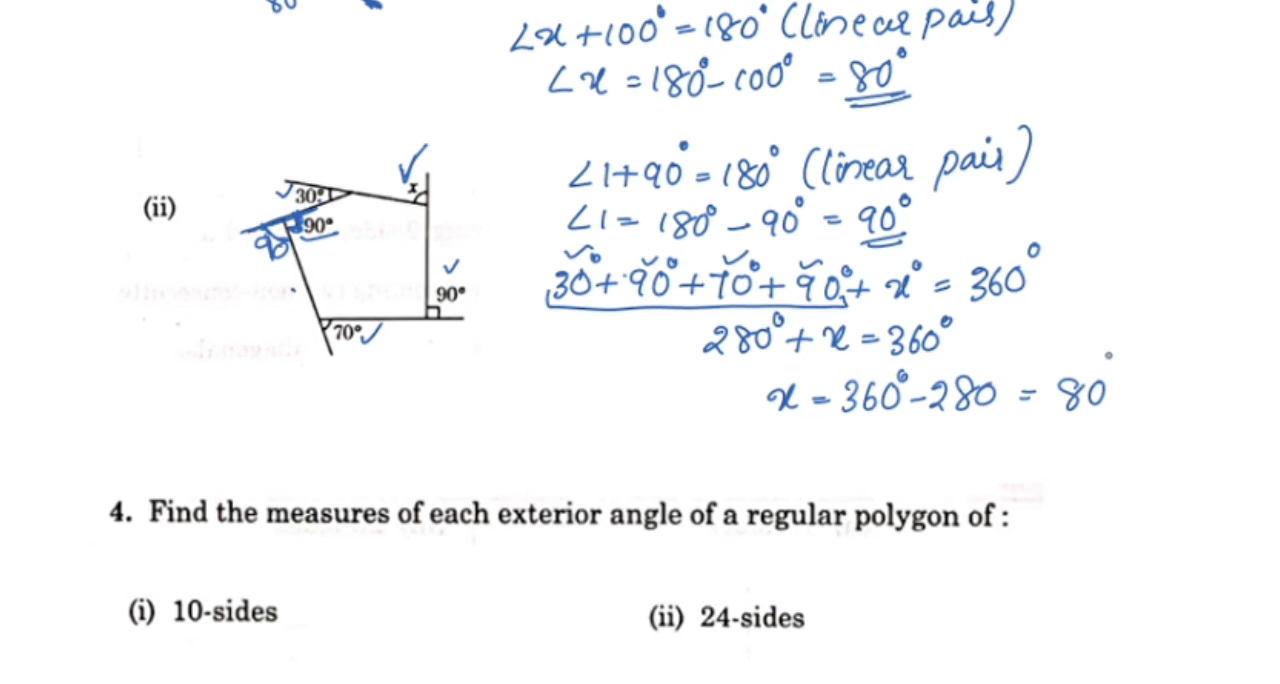 80
∠x + 100° = 180° (linear pair)
∠x = 180° - 100° = 80°
(ii)
30°
x
90°
90
90°
70°
∠1 + 90° = 180° (linear pair)
∠1 = 180° - 90° = 90°
30° + 90° + 70° + 90° + x° = 360°
280° + x = 360°
x = 360° - 280 = 80°
4. Find the measures of each exterior angle of a regular polygon of :
(i) 10-sides
(ii) 24-sides